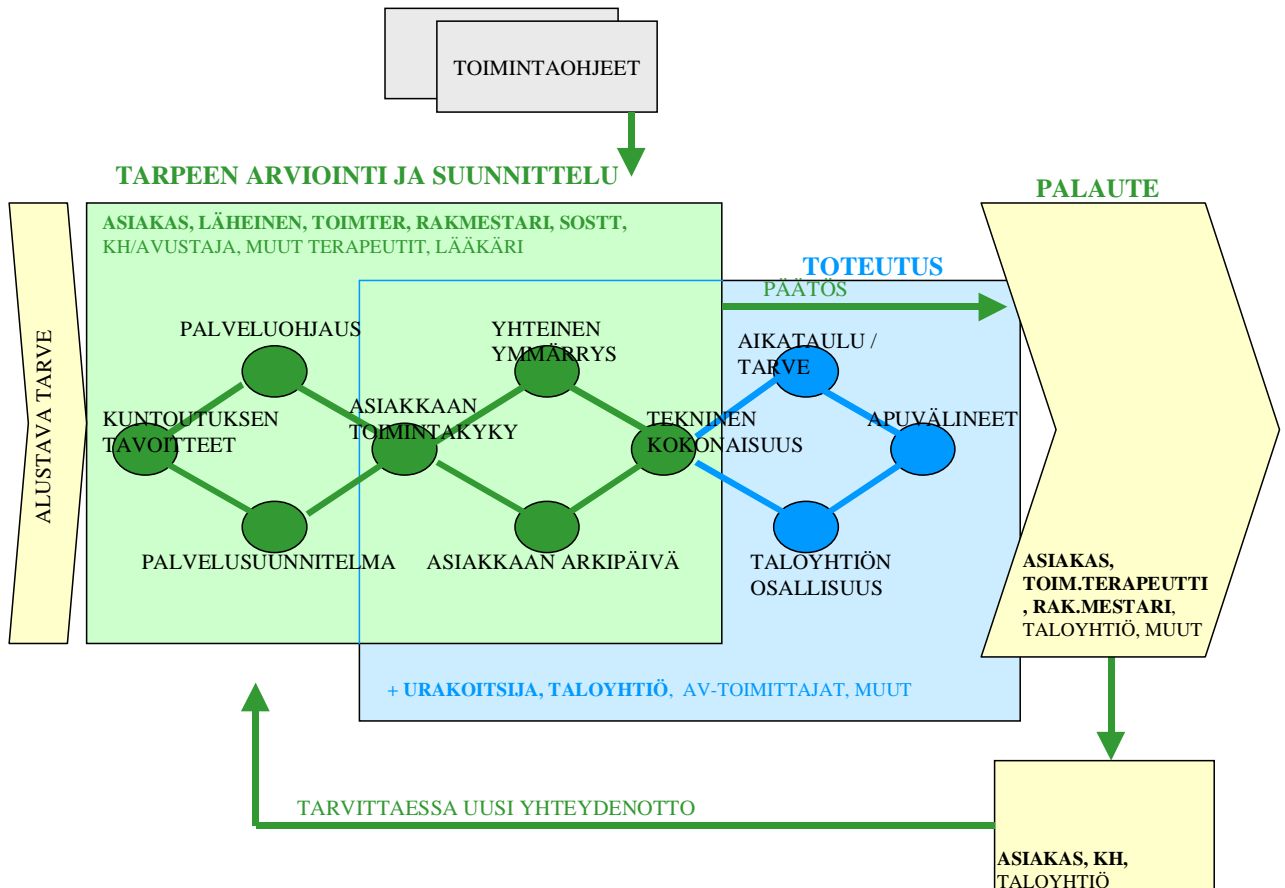 TOIMINTAOHJEET
TARPEEN ARVIOINTI JA SUUNNITTELU
PALAUTE
ASIAKAS, LÄHEINEN, TOIMTER, RAKMESTARI, SOSTT,
KH/AVUSTAJA, MUUT TERAPEUTIT, LÄÄKÄRI
TOTEUTUS
PÄÄTÖS
ALUSTAVA TARVE
PALVELUOHJAUS
YHTEINEN
YMMÄRRYS
AIKATAULU /
TARVE
KUNTOUTUKSEN
TAVOITTEET
ASIAKKAAN
TOIMINTAKYKY
TEKNINEN
KOKONAISUUS
APUVÄLINEET
PALVELUSUUNNITELMA
ASIAKKAAN ARKIPÄIVÄ
TALOYHTIÖN
OSALLISUUS
ASIAKAS,
TOIM.TERAPEUTTI
, RAK.MESTARI,
TALOYHTIÖ, MUUT
+ URAKOITSIJA, TALOYHTIÖ, AV-TOIMITTAJAT, MUUT
TARVITTAESSA UUSI YHTEYDENOTTO
ASIAKAS, KH,
TALOYHTIÖ